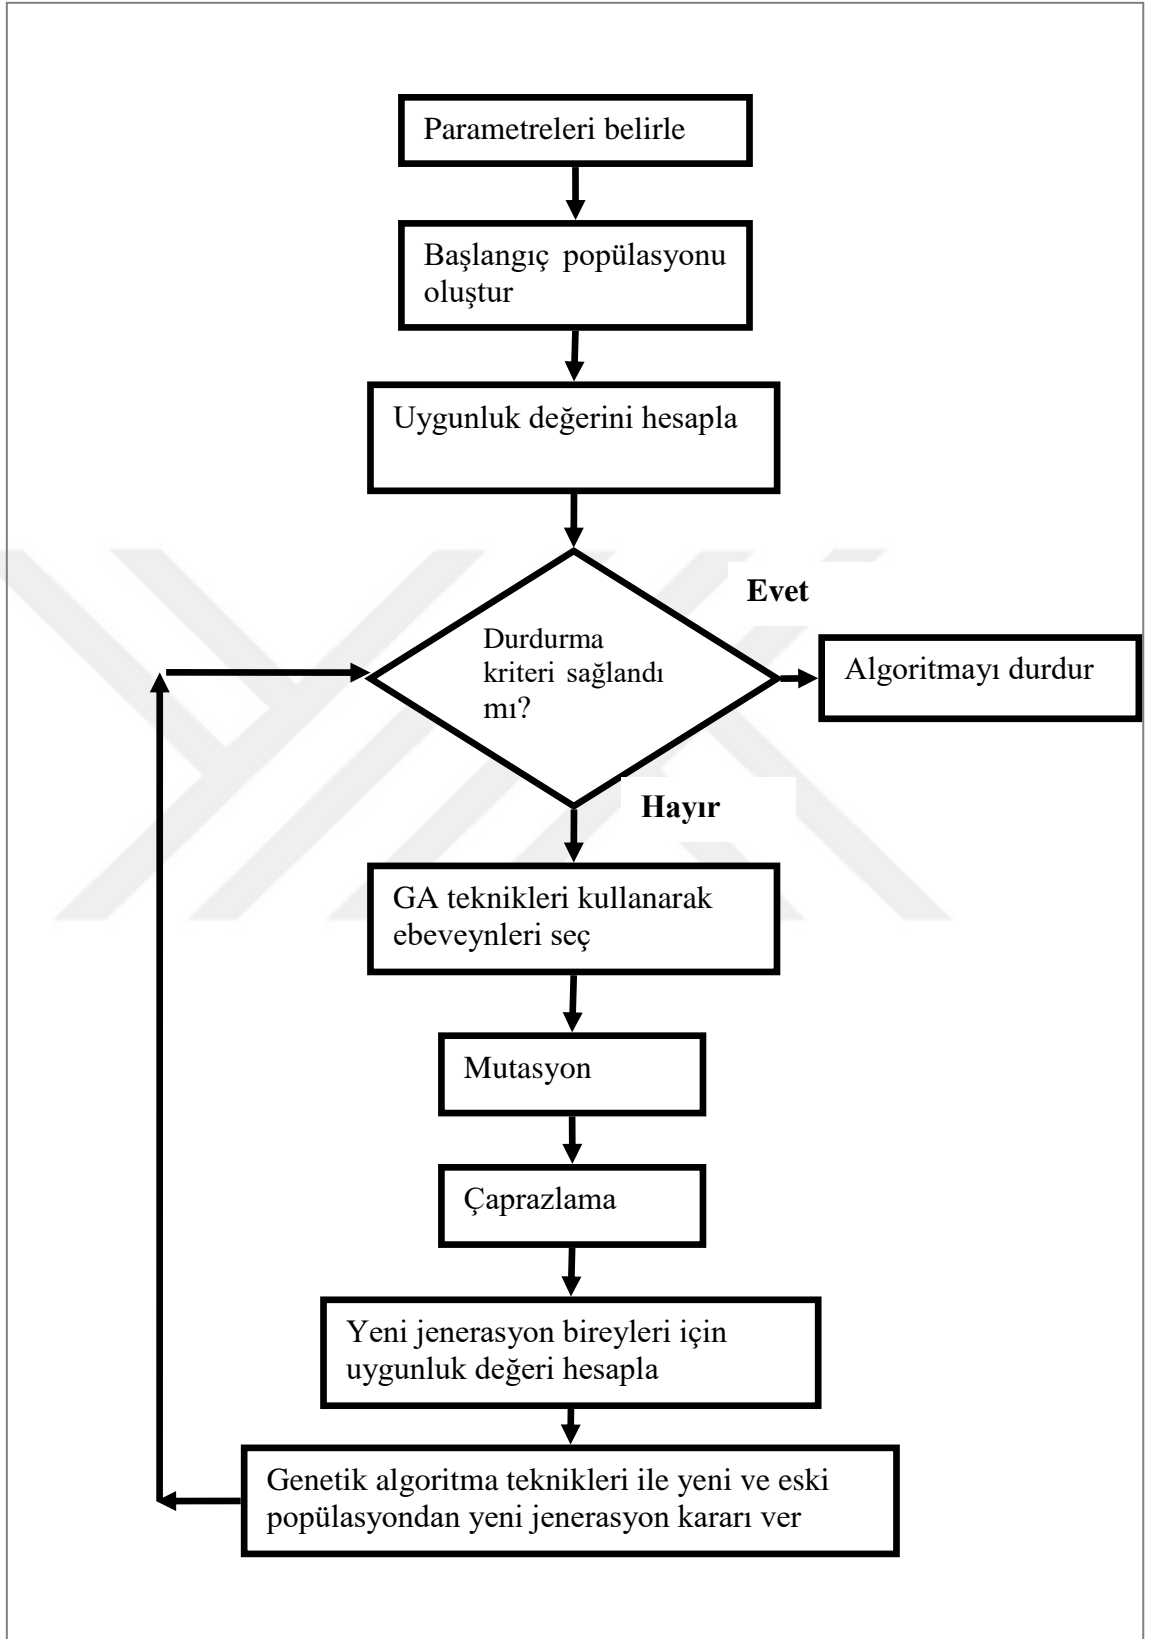 Parametreleri belirle
Başlangıç popülasyonu
oluştur
Uygunluk değerini hesapla
Durdurma
kriteri sağlandı
mı?
Evet
Algoritmayı durdur
Hayır
GA teknikleri kullanarak
ebeveynleri seç
Mutasyon
Çaprazlama
Yeni jenerasyon bireyleri için
uygunluk değeri hesapla
Genetik algoritma teknikleri ile yeni ve eski
popülasyondan yeni jenerasyon kararı ver